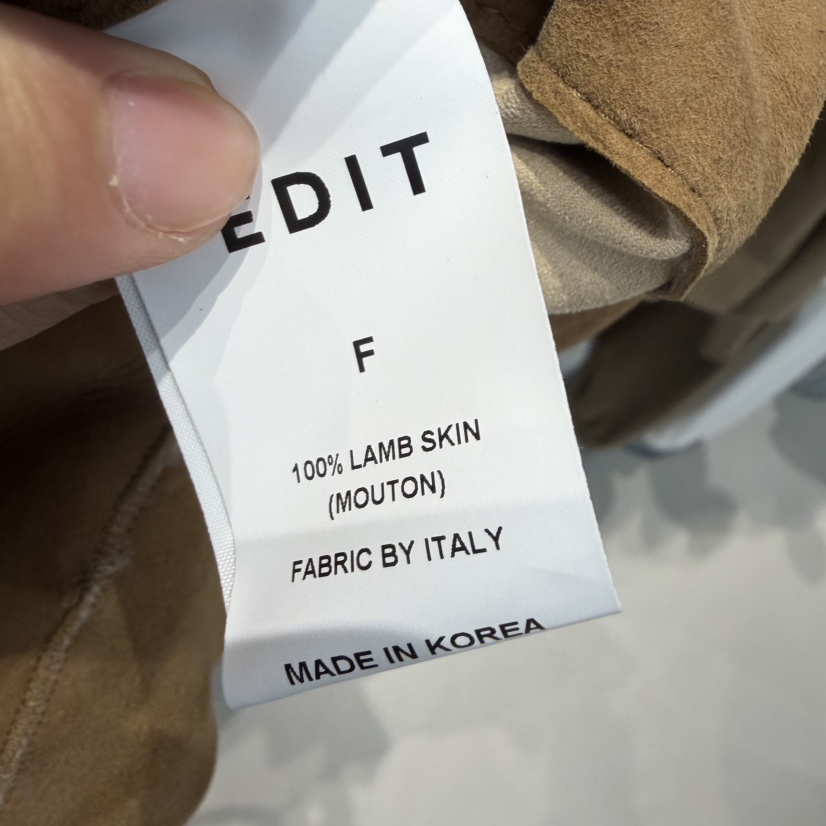 EDIT
F
100% LAMB SKIN
(MOUTON)
FABRIC BY ITALY
MADE IN KOREA